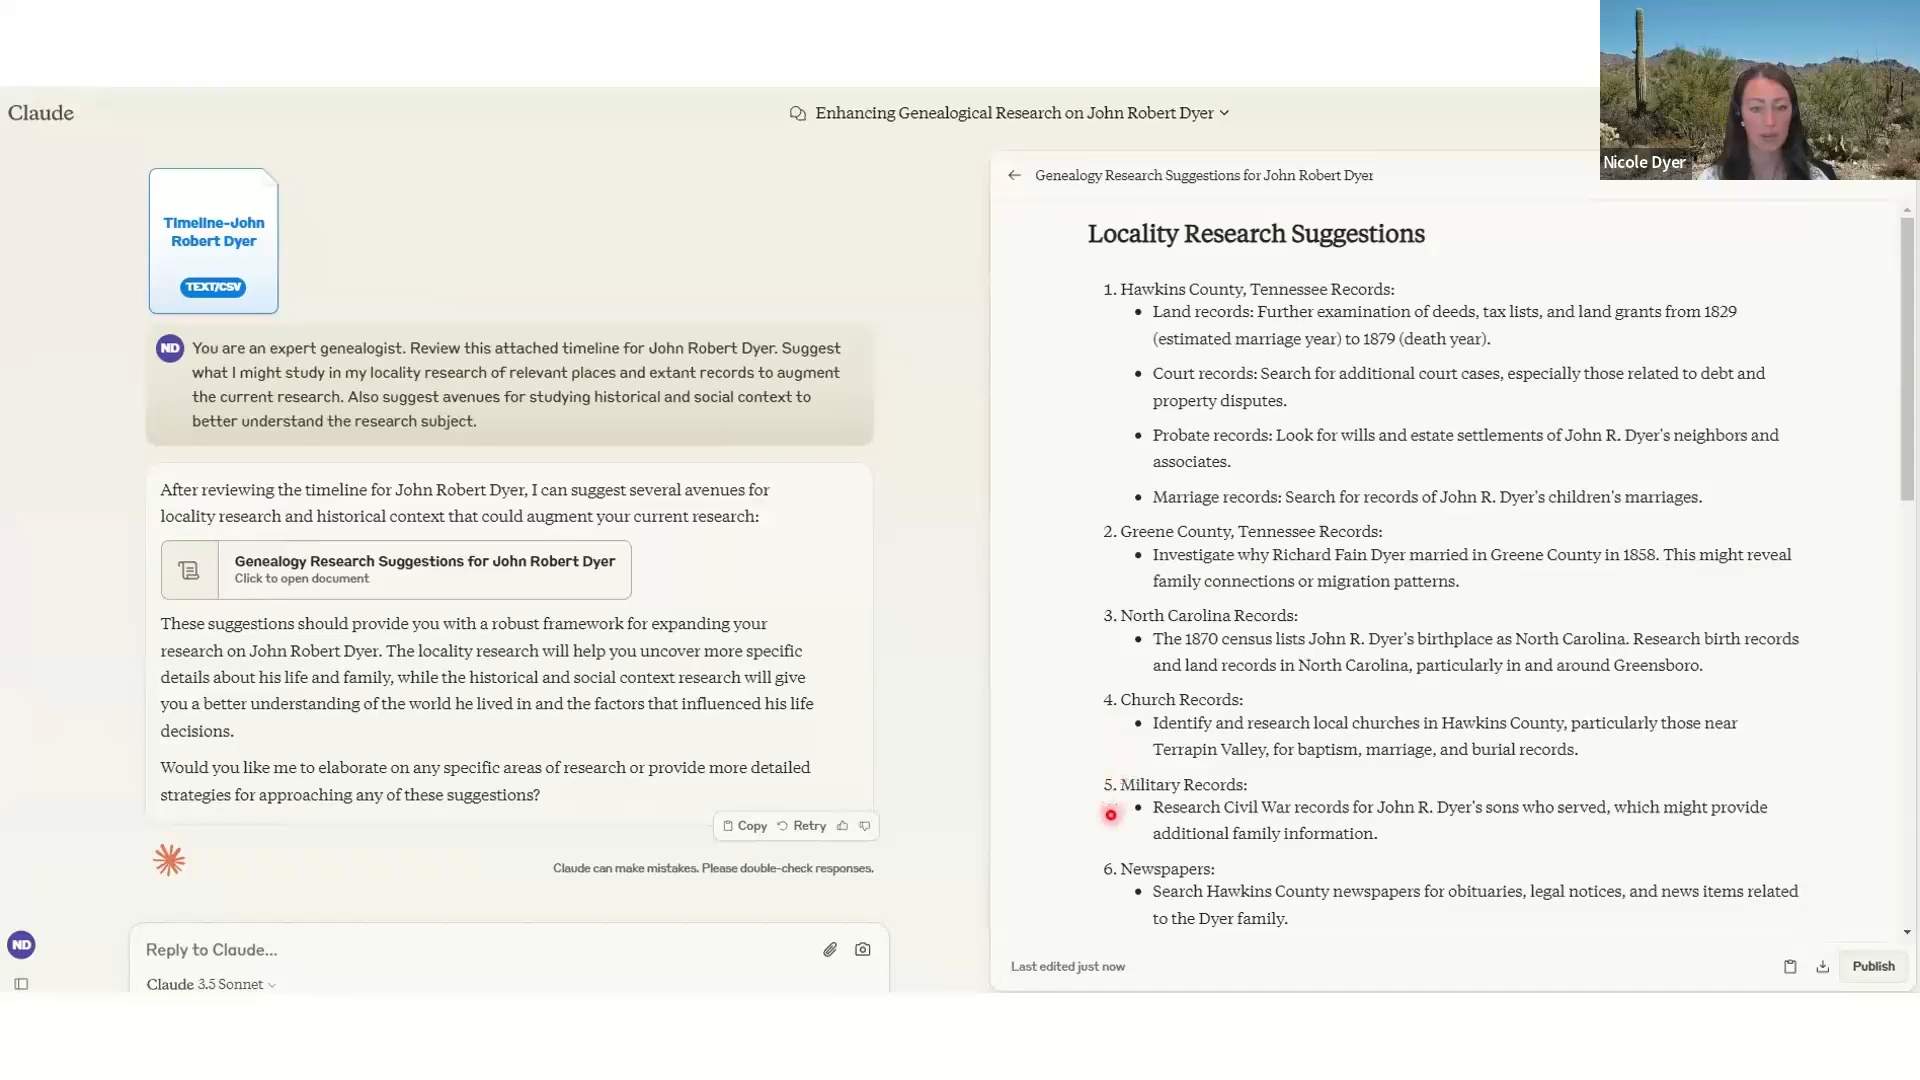 Claude
Enhancing Genealogical Research on John Robert Dyer
Nicole Dyer
Timeline-John
Robert Dyer
TEXT/CSV
ND
You are an expert genealogist. Review this attached timeline for John Robert Dyer. Suggest
what I might study in my locality research of relevant places and extant records to augment
the current research. Also suggest avenues for studying historical and social context to
better understand the research subject.
After reviewing the timeline for John Robert Dyer, I can suggest several avenues for
locality research and historical context that could augment your current research:
Genealogy Research Suggestions for John Robert Dyer
Click to open document
These suggestions should provide you with a robust framework for expanding your
research on John Robert Dyer. The locality research will help you uncover more specific
details about his life and family, while the historical and social context research will give
you a better understanding of the world he lived in and the factors that influenced his life
decisions.
Would you like me to elaborate on any specific areas of research or provide more detailed
strategies for approaching any of these suggestions?
Copy Retry
Claude can make mistakes. Please double-check responses.
ND
Reply to Claude...
Claude 3.5 Sonnet
Genealogy Research Suggestions for John Robert Dyer
Locality Research Suggestions
1. Hawkins County, Tennessee Records:
• Land records: Further examination of deeds, tax lists, and land grants from 1829
(estimated marriage year) to 1879 (death year).
• Court records: Search for additional court cases, especially those related to debt and
property disputes.
• Probate records: Look for wills and estate settlements of John R. Dyer's neighbors and
associates.
• Marriage records: Search for records of John R. Dyer's children's marriages.
2. Greene County, Tennessee Records:
• Investigate why Richard Fain Dyer married in Greene County in 1858. This might reveal
family connections or migration patterns.
3. North Carolina Records:
• The 1870 census lists John R. Dyer's birthplace as North Carolina. Research birth records
and land records in North Carolina, particularly in and around Greensboro.
4. Church Records:
• Identify and research local churches in Hawkins County, particularly those near
Terrapin Valley, for baptism, marriage, and burial records.
5. Military Records:
• Research Civil War records for John R. Dyer's sons who served, which might provide
additional family information.
6. Newspapers:
• Search Hawkins County newspapers for obituaries, legal notices, and news items related
to the Dyer family.
Last edited just now
Publish